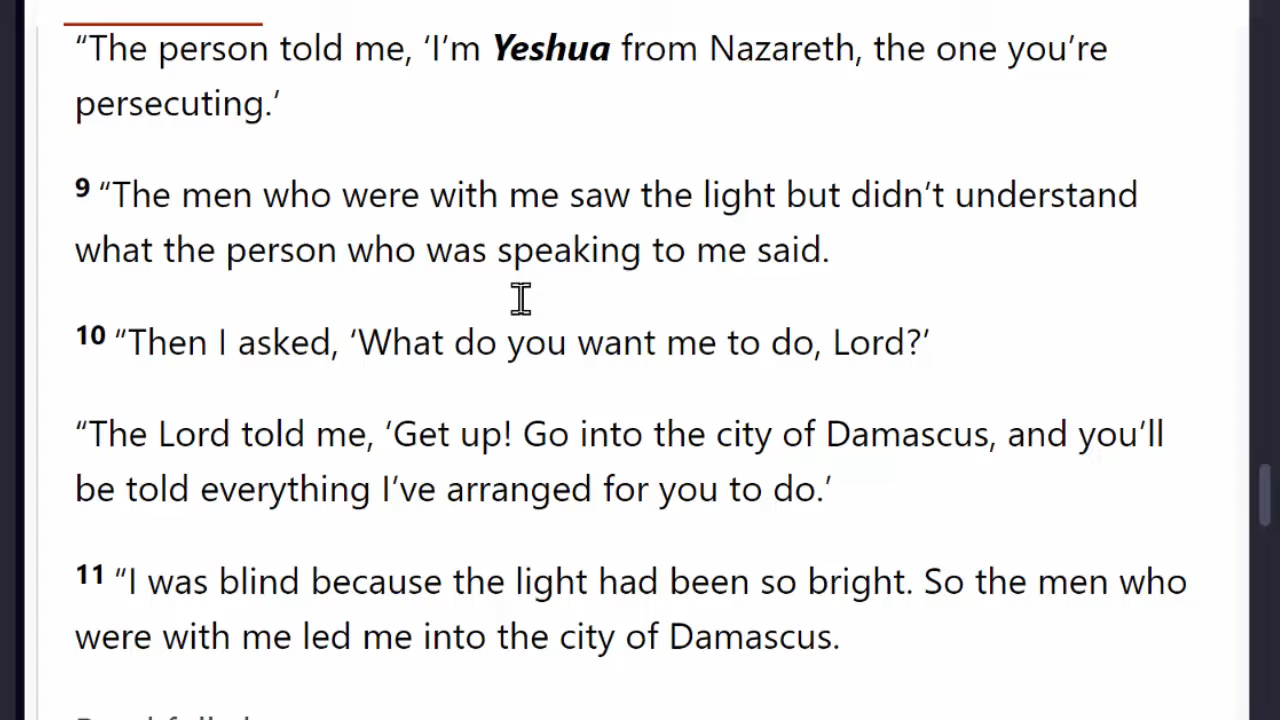 “The person told me, ‘I’m Yeshua from Nazareth, the one you’re
persecuting.’
9 “The men who were with me saw the light but didn’t understand
what the person who was speaking to me said.
10 “Then I asked, ‘What do you want me to do, Lord?’
“The Lord told me, ‘Get up! Go into the city of Damascus, and you’ll
be told everything I’ve arranged for you to do.’
11 “I was blind because the light had been so bright. So the men who
were with me led me into the city of Damascus.